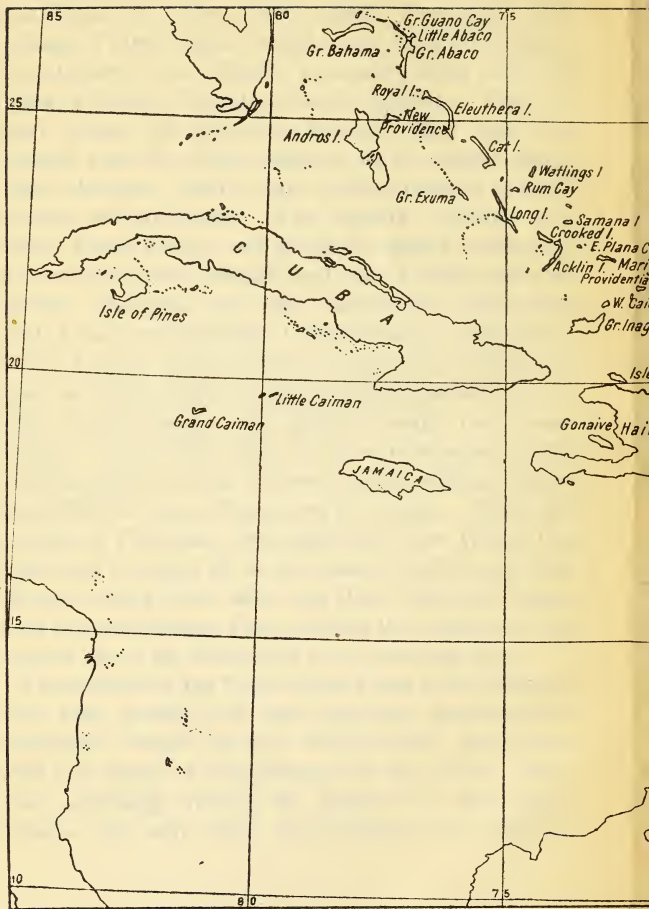 85
80
75
Gr. Guano Cay
Little Abaco
Gr. Bahama
Gr. Abaco
Royal I.
25
Eleuthera I.
New
Providence
Andros I.
Cat I.
Watlings I
Rum Cay
Gr. Exuma
Long I.
Samana I
Crooked I.
E. Plana C
CUBA
Acklin I.
Mari
Providentia
Isle of Pines
W. Cai
Gr. Inag
20
Isle
Little Caiman
Grand Caiman
Gonaive
Hai
JAMAICA
15
10
80
75